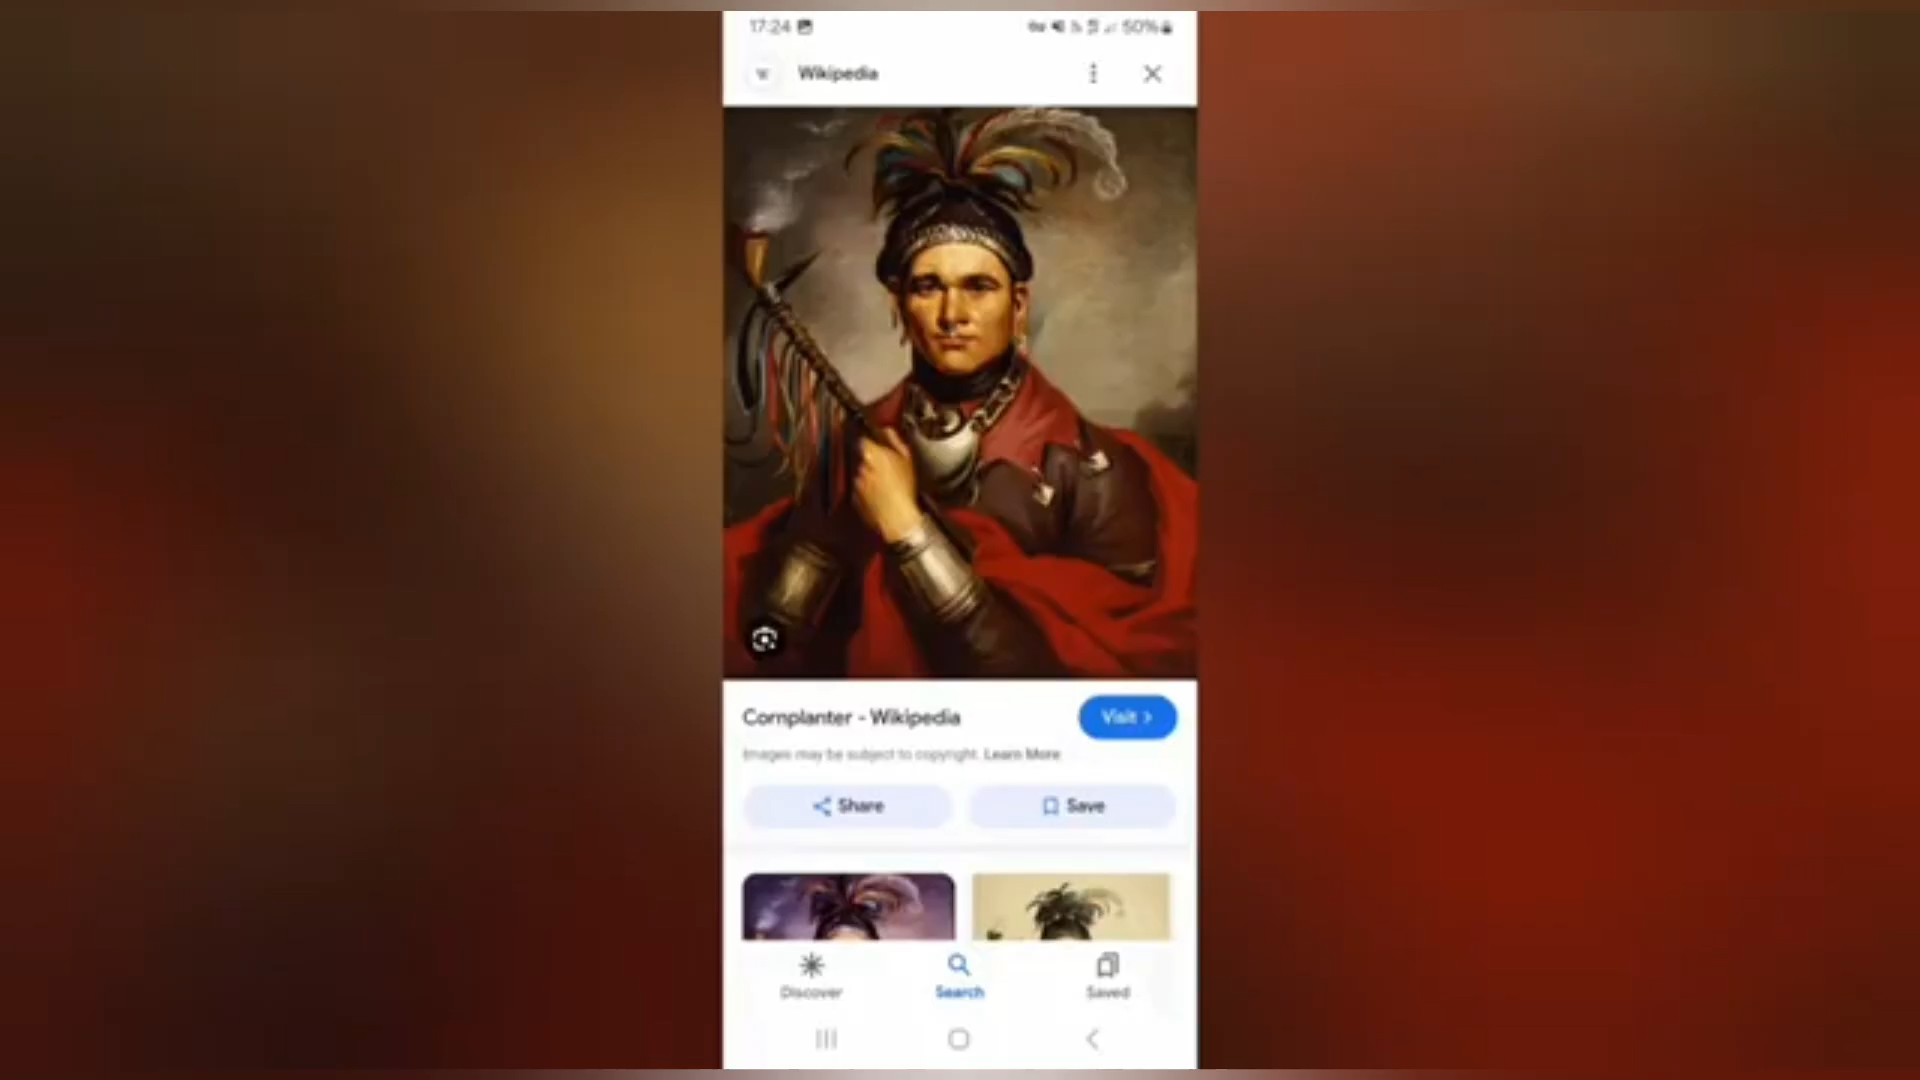 17:24
50%
Wikipedia
Cornplanter - Wikipedia
Visit >
Images may be subject to copyright. Learn More
Share
Save
Discover
Search
Saved